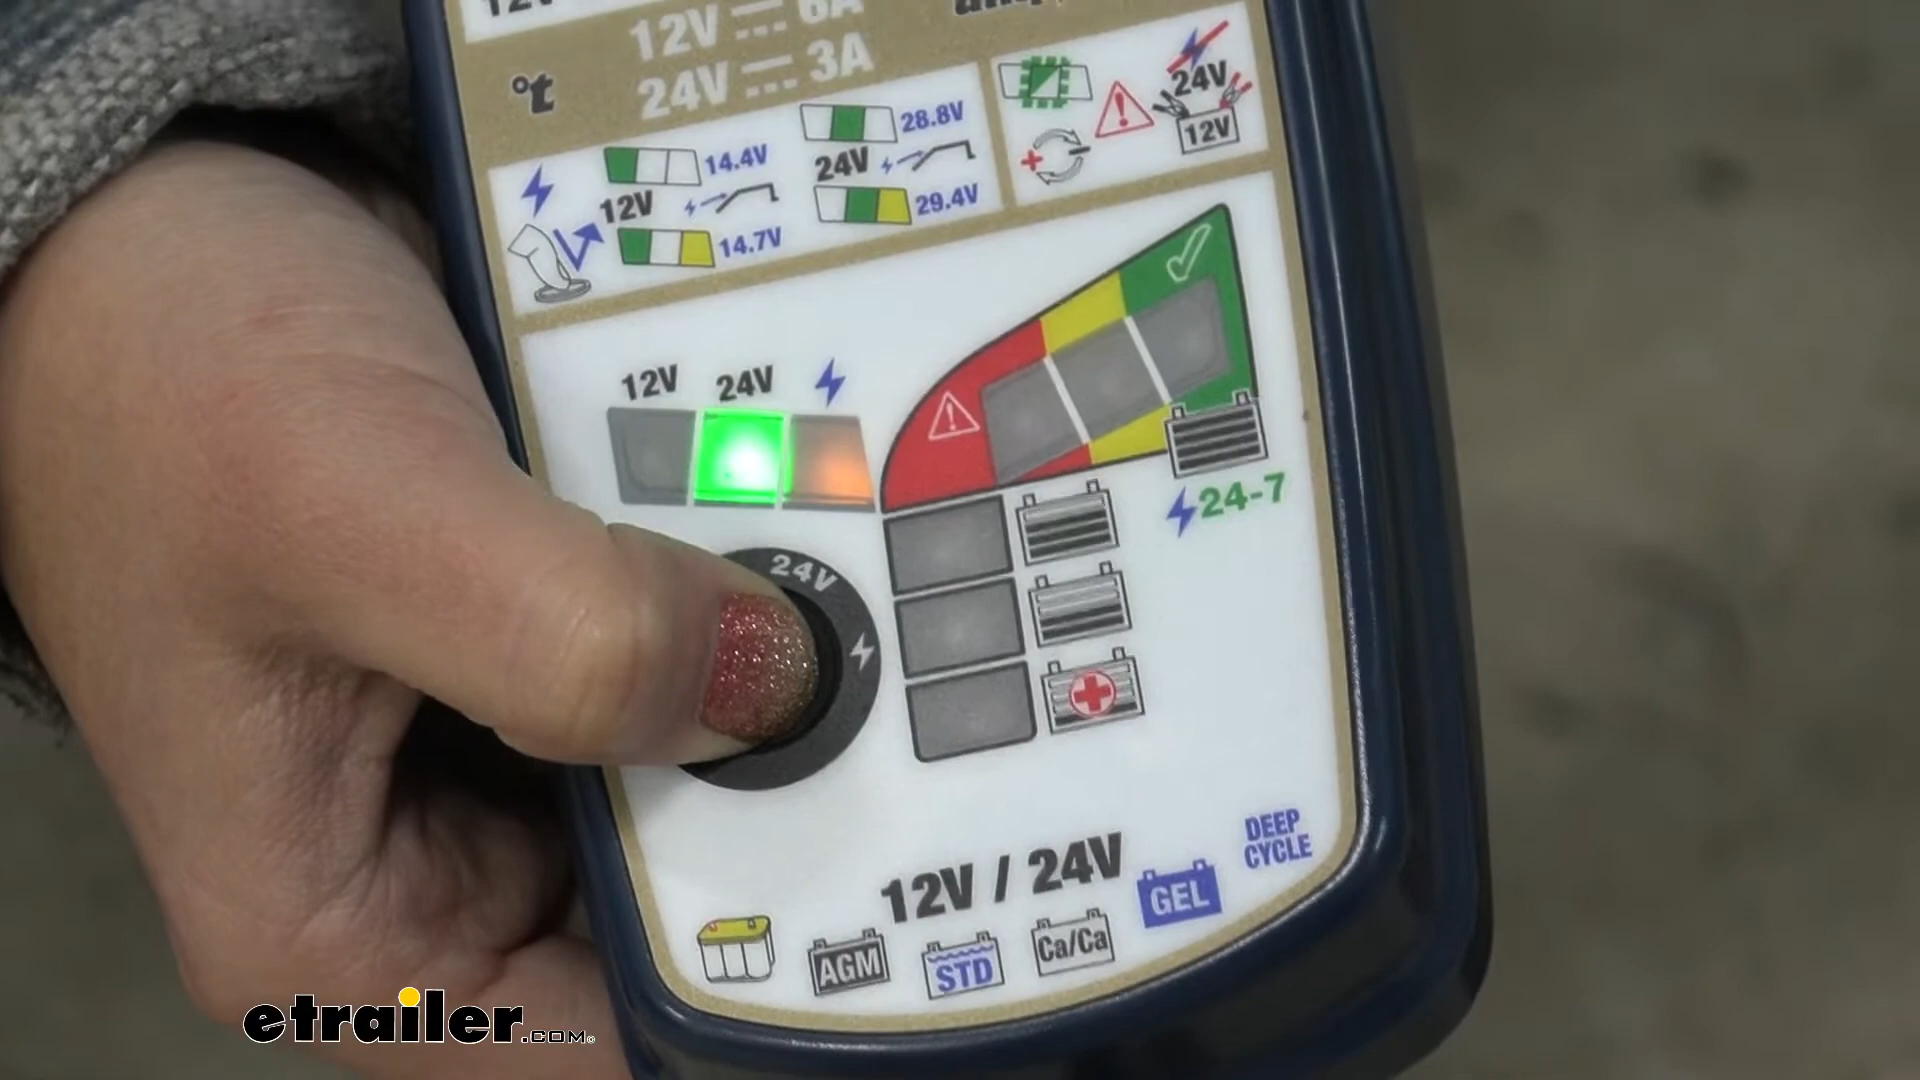 12V
12V 6A
24V 3A
°t
14.4V
12V
14.7V
28.8V
24V
29.4V
24V
12V
12V 24V
24-7
24V
12V / 24V
AGM
STD
Ca/Ca
GEL
DEEP
CYCLE
etrailer.com